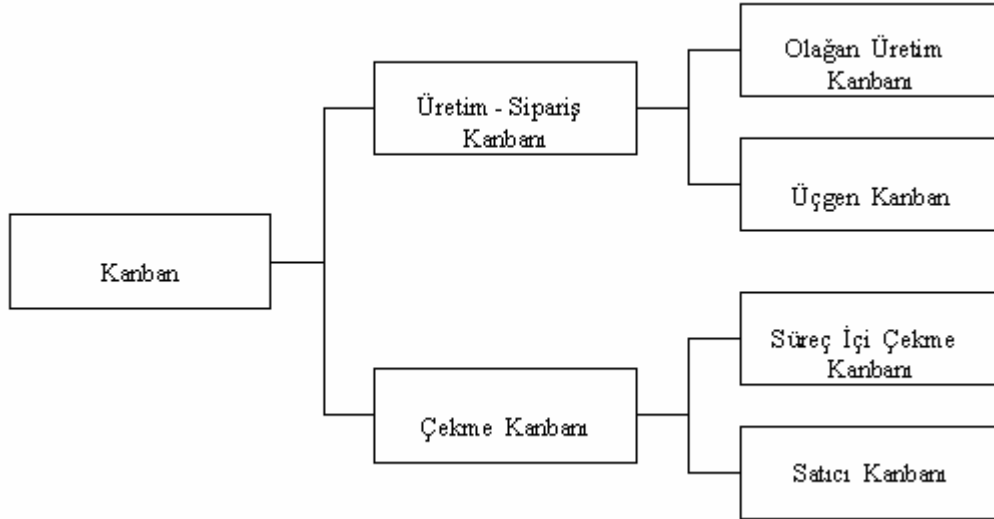 Olağan Üretim
Kanbanı
Üretim - Sipariş
Kanbanı
Üçgen Kanban
Kanban
Süreç İçi Çekme
Kanbanı
Çekme Kanbanı
Satıcı Kanbanı